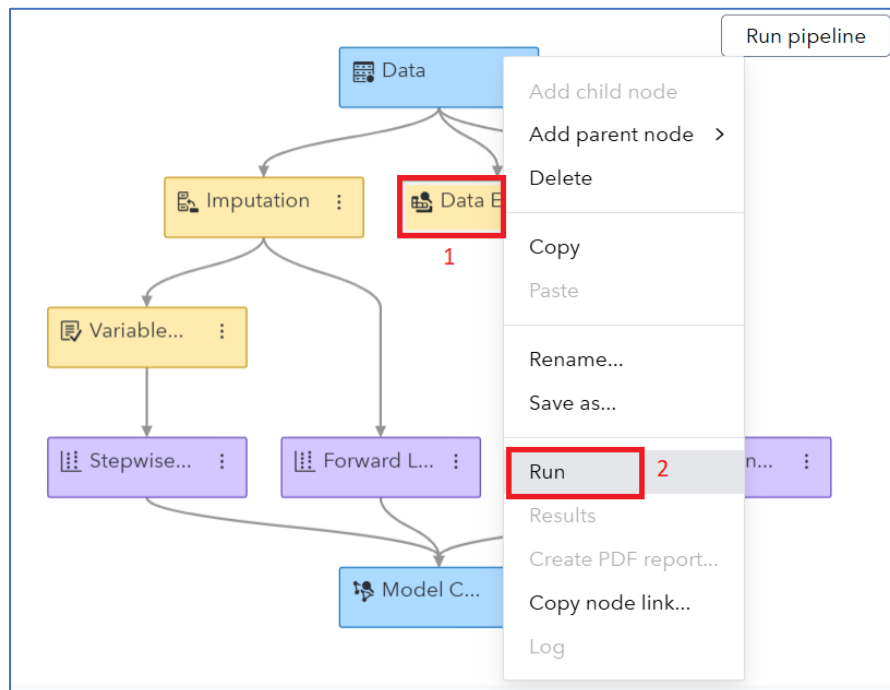 Run pipeline
Data
Add child node
Add parent node
Delete
Imputation
Data E
1
Copy
Paste
Variable...
Rename...
Save as...
Stepwise...
Forward L...
Run
2
n...
Results
Create PDF report...
Model C...
Copy node link...
Log